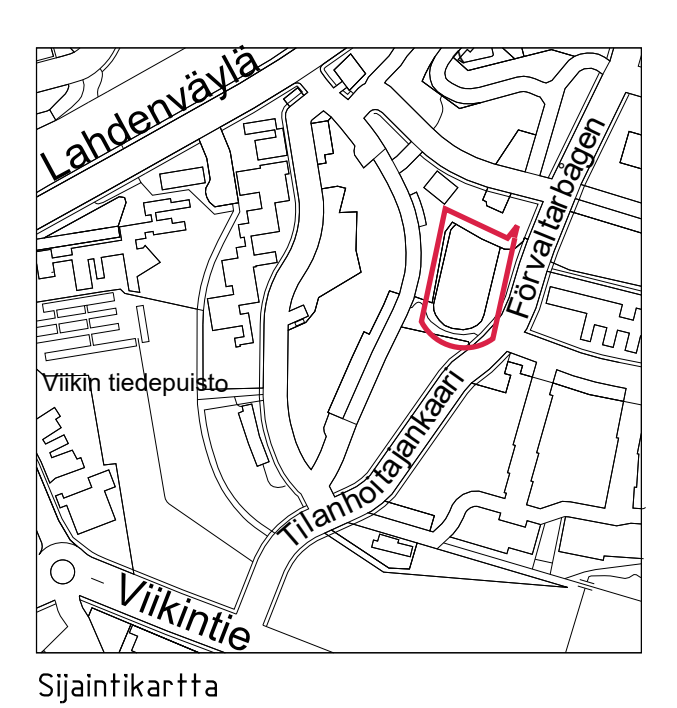 Lahdenväylä
Förvaltarbågen
Viikin tiedepuisto
Tilanhoitajankaari
Viikintie
Sijaintikartta